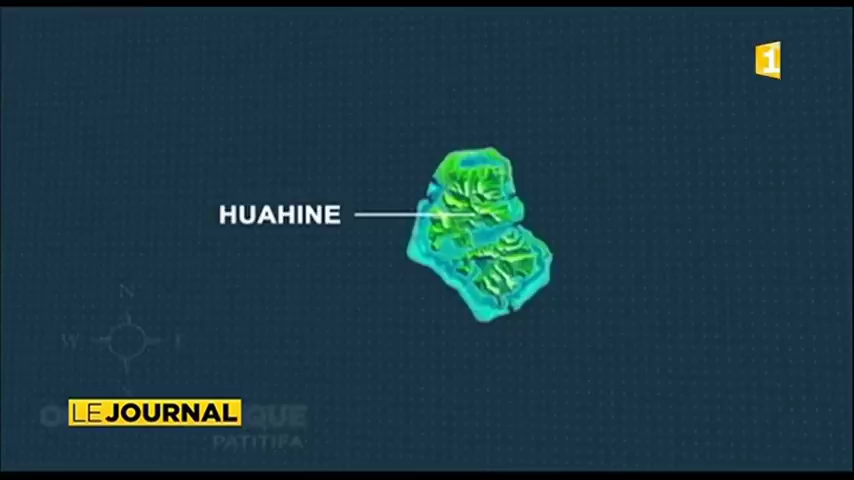 1
HUAHINE
N
W
LE JOURNAL
PATITIFA